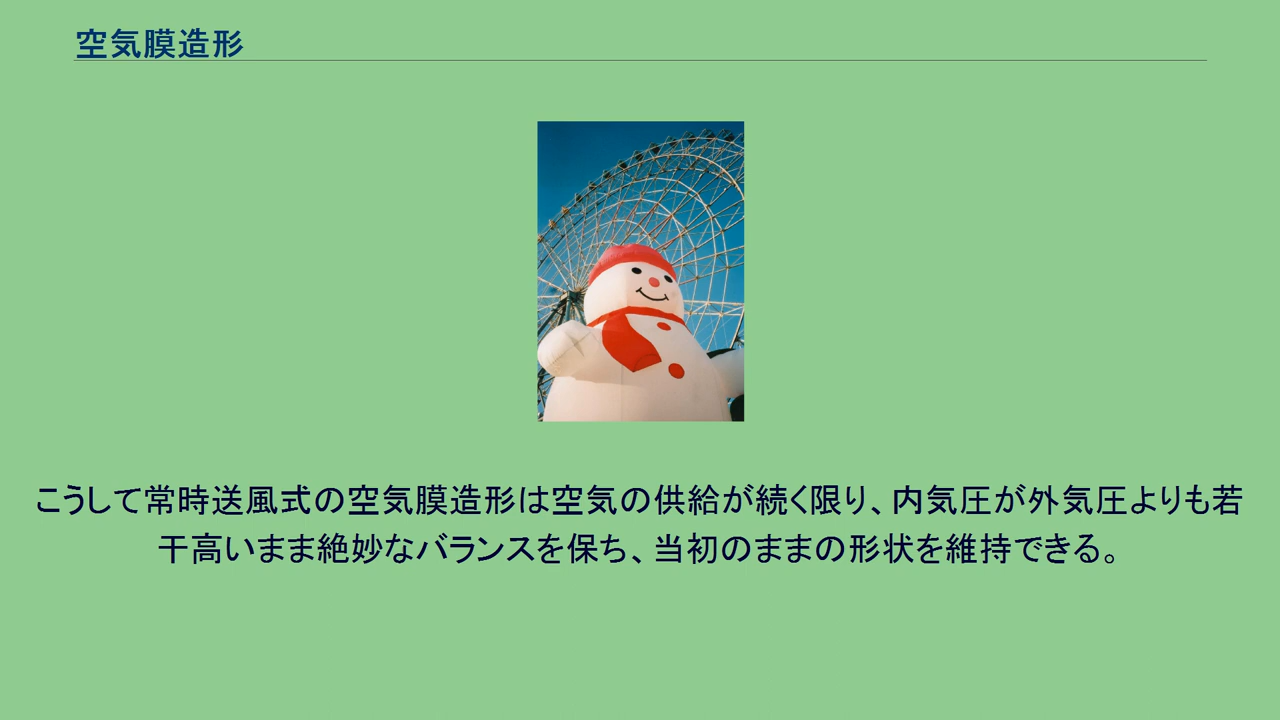 空気膜造形
こうして常時送風式の空気膜造形は空気の供給が続く限り、内気圧が外気圧よりも若
干高いまま絶妙なバランスを保ち、当初のままの形状を維持できる。